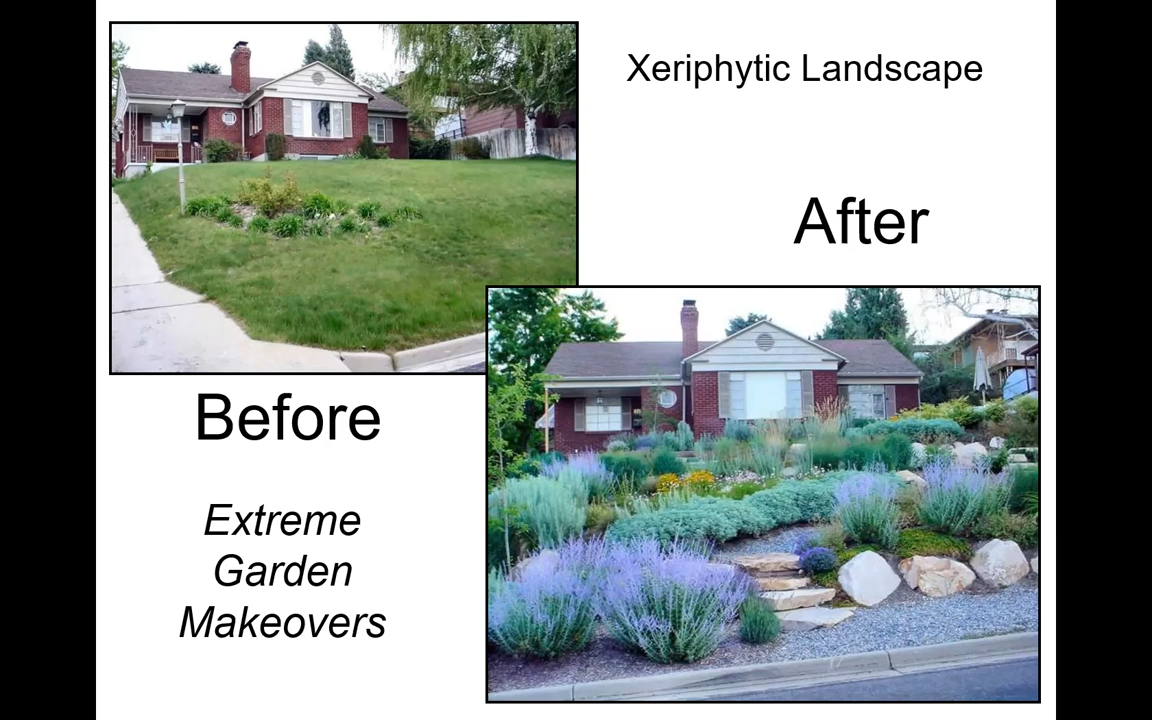 Xeriphytic Landscape
After
Before
Extreme
Garden
Makeovers